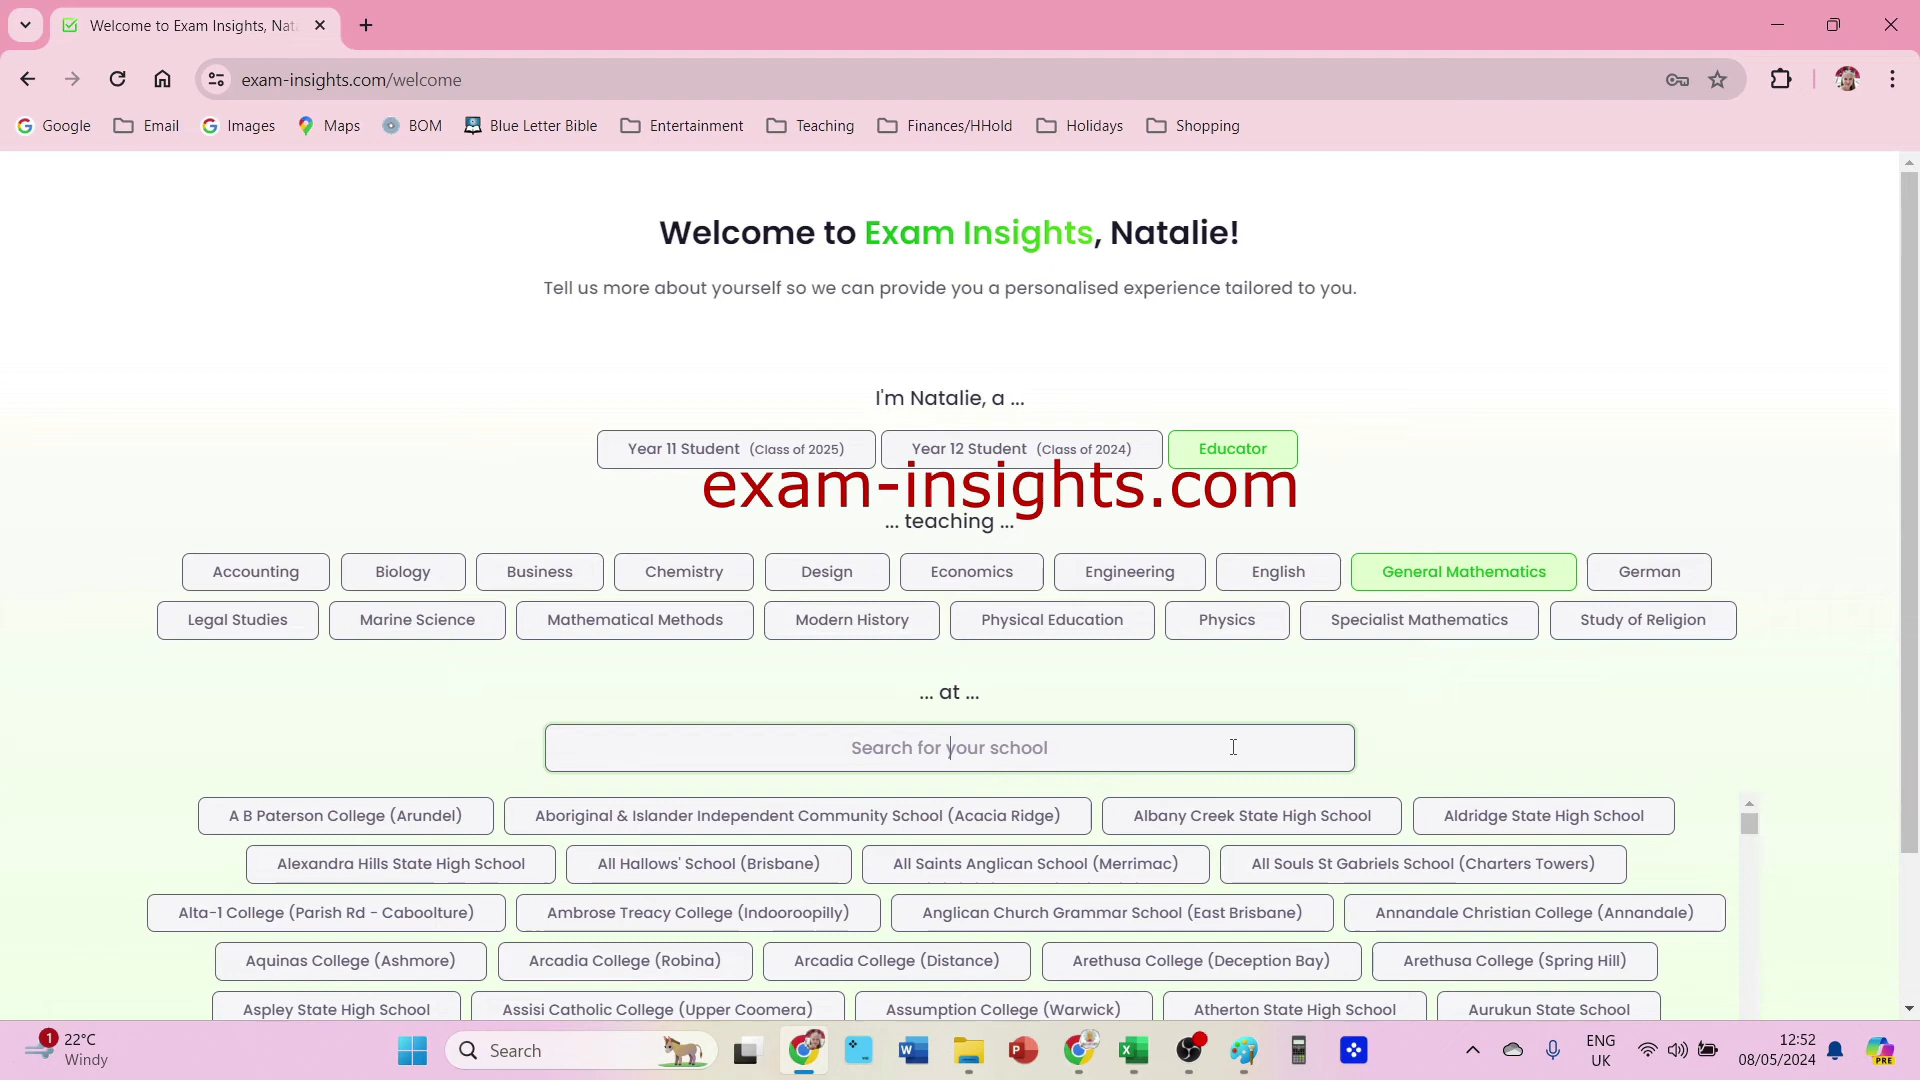 Welcome to Exam Insights, Nat
exam-insights.com/welcome
Google Email Images Maps BOM Blue Letter Bible Entertainment Teaching Finances/HHold Holidays Shopping
Welcome to Exam Insights, Natalie!
Tell us more about yourself so we can provide you a personalised experience tailored to you.
I'm Natalie, a ...
Year 11 Student (Class of 2025) Year 12 Student (Class of 2024) Educator
exam-insights.com
... teaching ...
Accounting Biology Business Chemistry Design Economics Engineering English General Mathematics German
Legal Studies Marine Science Mathematical Methods Modern History Physical Education Physics Specialist Mathematics Study of Religion
... at ...
Search for your school
A B Paterson College (Arundel) Aboriginal & Islander Independent Community School (Acacia Ridge) Albany Creek State High School Aldridge State High School
Alexandra Hills State High School All Hallows' School (Brisbane) All Saints Anglican School (Merrimac) All Souls St Gabriels School (Charters Towers)
Alta-1 College (Parish Rd - Caboolture) Ambrose Treacy College (Indooroopilly) Anglican Church Grammar School (East Brisbane) Annandale Christian College (Annandale)
Aquinas College (Ashmore) Arcadia College (Robina) Arcadia College (Distance) Arethusa College (Deception Bay) Arethusa College (Spring Hill)
Aspley State High School Assisi Catholic College (Upper Coomera) Assumption College (Warwick) Atherton State High School Aurukun State School
1 22°C
Windy
Search
ENG
UK
12:52
08/05/2024
PRE